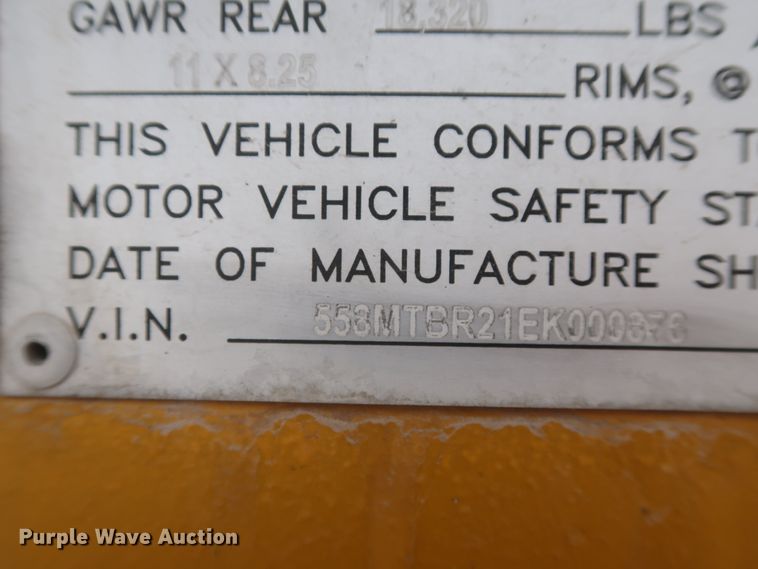 GAWR REAR 18,320 LBS
11 X 8.25 RIMS, @
THIS VEHICLE CONFORMS T
MOTOR VEHICLE SAFETY ST
DATE OF MANUFACTURE SH
V.I.N.
Purple Wave Auction